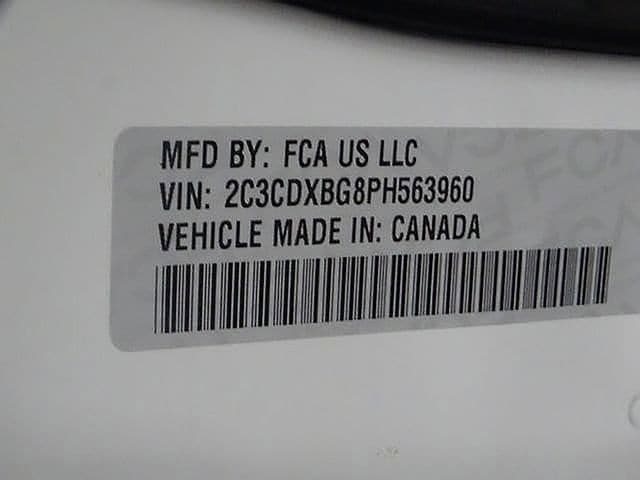 MFD BY: FCA US LLC
VIN: 2C3CDXBG8PH563960
VEHICLE MADE IN: CANADA